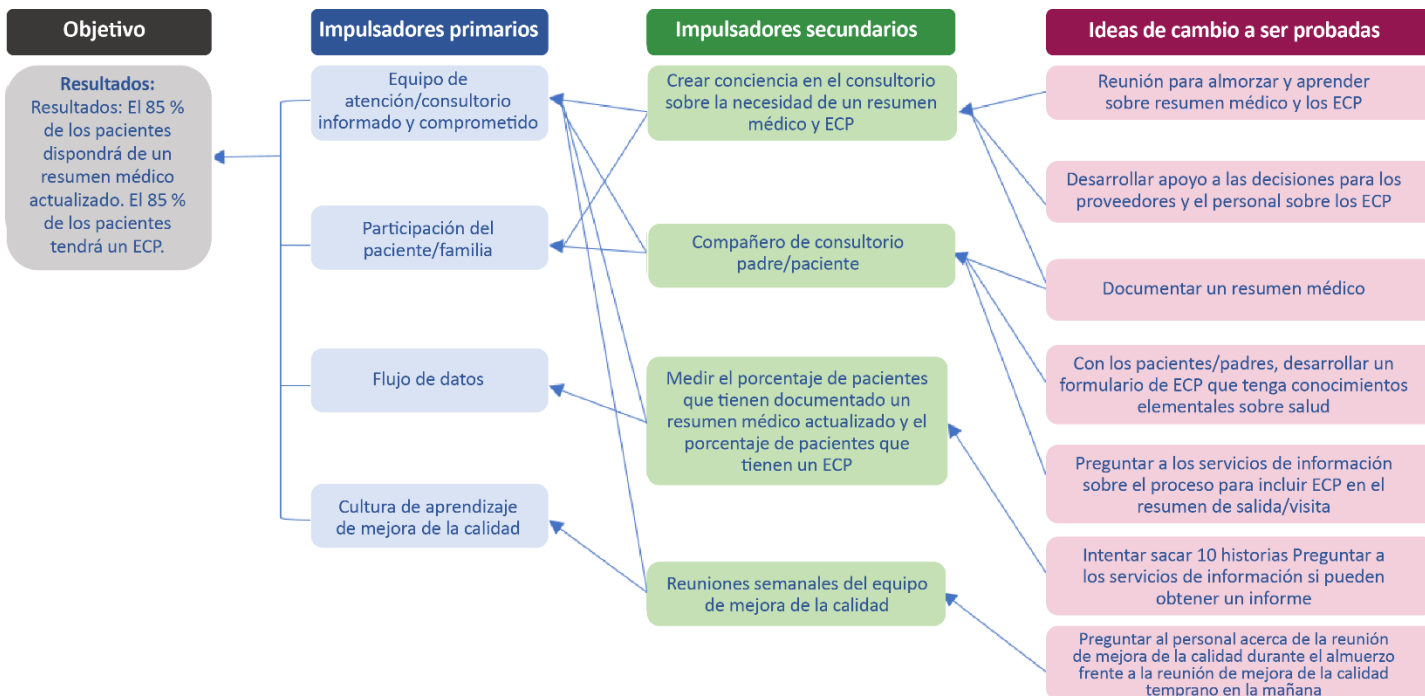 Objetivo
Resultados:
Resultados: El 85 %
de los pacientes
dispondrá de un
resumen médico
actualizado. El 85 %
de los pacientes
tendrá un ECP.
Impulsadores primarios
Equipo de
atención/consultorio
informado y comprometido
Participación del
paciente/familia
Flujo de datos
Cultura de aprendizaje
de mejora de la calidad
Impulsadores secundarios
Crear conciencia en el consultorio
sobre la necesidad de un resumen
médico y ECP
Compañero de consultorio
padre/paciente
Medir el porcentaje de pacientes
que tienen documentado un
resumen médico actualizado y el
porcentaje de pacientes que
tienen un ECP
Reuniones semanales del equipo
de mejora de la calidad
Ideas de cambio a ser probadas
Reunión para almorzar y aprender
sobre resumen médico y los ECP
Desarrollar apoyo a las decisiones para los
proveedores y el personal sobre los ECP
Documentar un resumen médico
Con los pacientes/padres, desarrollar un
formulario de ECP que tenga conocimientos
elementales sobre salud
Preguntar a los servicios de información
sobre el proceso para incluir ECP en el
resumen de salida/visita
Intentar sacar 10 historias Preguntar a
los servicios de información si pueden
obtener un informe
Preguntar al personal acerca de la reunión
de mejora de la calidad durante el almuerzo
frente a la reunión de mejora de la calidad
temprano en la mañana